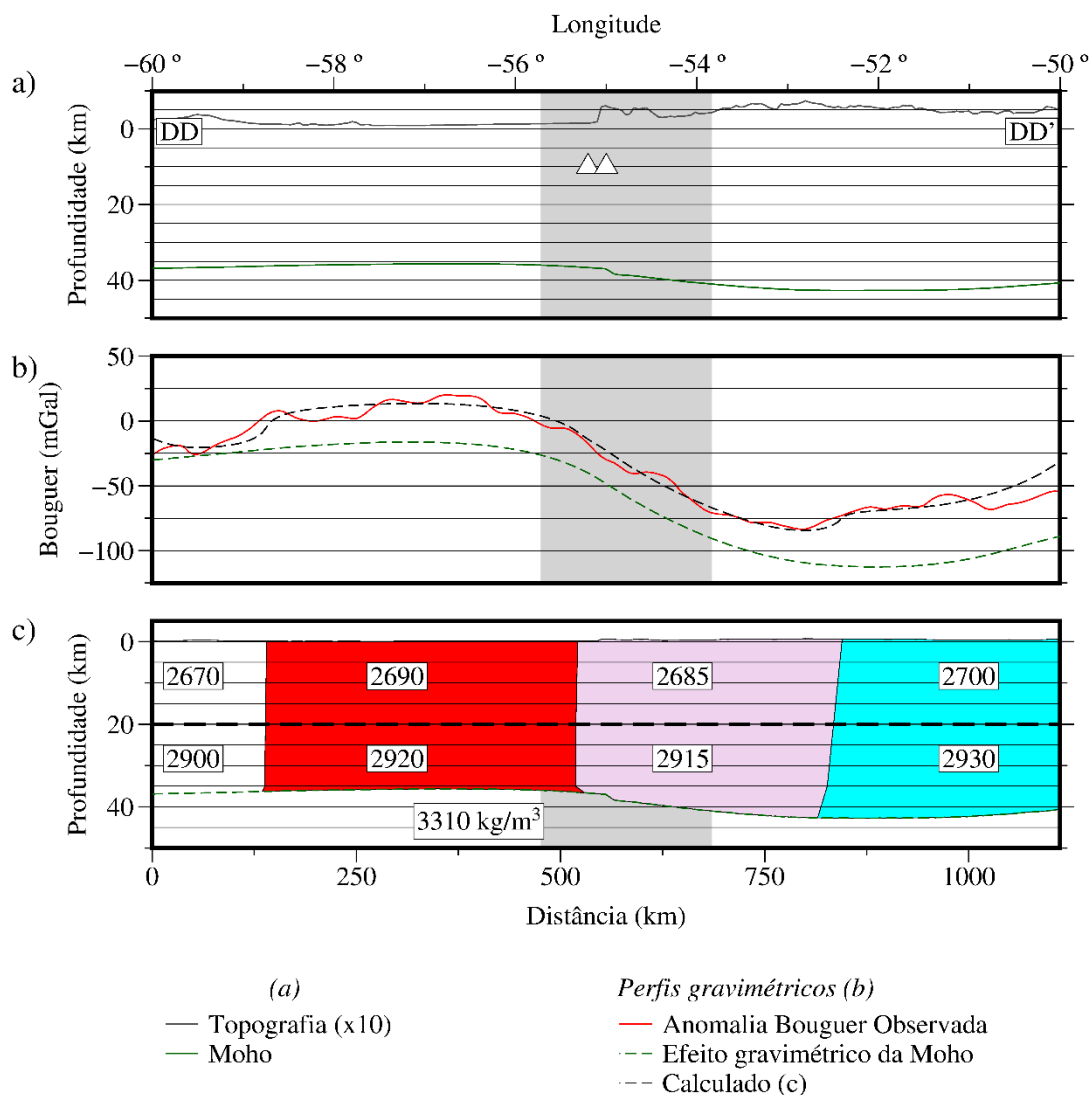 Longitude
−60 º −58 º −56 º −54 º −52 º −50 º
a)
Profundidade (km)
0
20
40
DD
DD’
b)
Bouguer (mGal)
50
0
−50
−100
c)
Profundidade (km)
0
20
40
2670 2690 2685 2700
2900 2920 2915 2930
3310 kg/m³
0 250 500 750 1000
Distância (km)
(a)
Topografia (x10)
Moho
Perfis gravimétricos (b)
Anomalia Bouguer Observada
Efeito gravimétrico da Moho
Calculado (c)